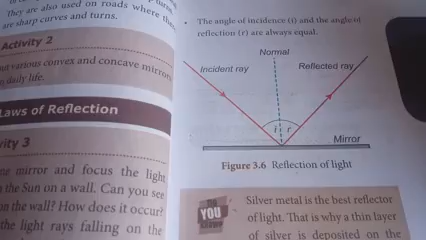 They are also used on roads where the
are sharp curves and turns.
Activity 2
out various convex and concave mirrors
daily life.
Laws of Reflection
vity 3
mirror and focus the light
the Sun on a wall. Can you see
on the wall? How does it occur?
the light rays falling on the
• The angle of incidence (i) and the angle of
reflection (r) are always equal.
Normal
Incident ray
Reflected ray
i r
Mirror
Figure 3.6 Reflection of light
YOU
Silver metal is the best reflector
of light. That is why a thin layer
of silver is deposited on the